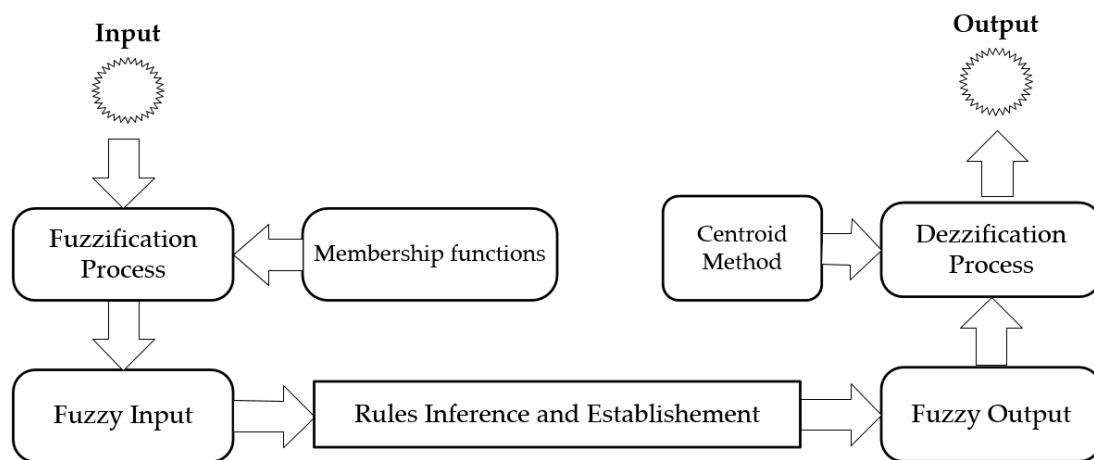 Input
Output
Fuzzification
Process
Membership functions
Centroid
Method
Dezzification
Process
Fuzzy Input
Rules Inference and Establishement
Fuzzy Output